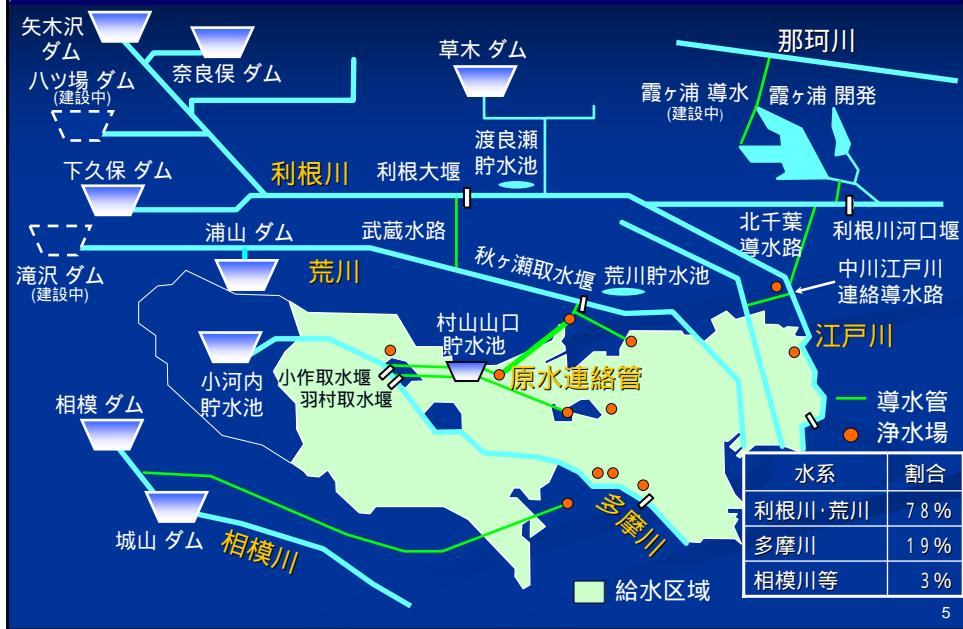 矢木沢
ダム
奈良俣 ダム
八ッ場 ダム
(建設中)
草木 ダム
那珂川
霞ヶ浦 導水
(建設中)
霞ヶ浦 開発
渡良瀬
貯水池
下久保 ダム
利根川
利根大堰
武蔵水路
北千葉
導水路
利根川河口堰
滝沢 ダム
(建設中)
浦山 ダム
荒川
秋ヶ瀬取水堰
荒川貯水池
中川江戸川
連絡導水路
江戸川
村山山口
貯水池
小河内
貯水池
小作取水堰
羽村取水堰
原水連絡管
相模 ダム
導水管
浄水場
城山 ダム
相模川
多摩川
給水区域
水系 割合
利根川･荒川 78%
多摩川 19%
相模川等 3%
5